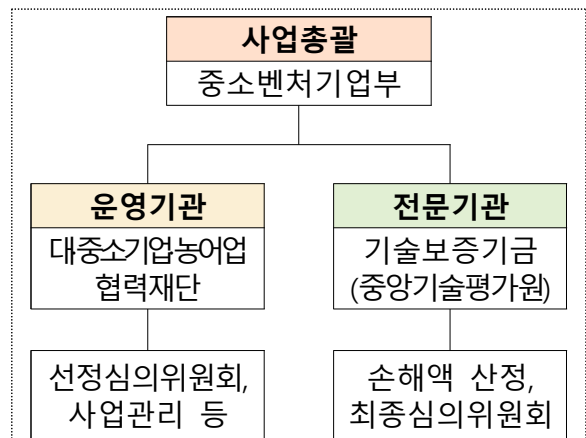 사업총괄
중소벤처기업부
운영기관
대·중소기업농어업
협력재단
선정심의위원회,
사업관리 등
전문기관
기술보증기금
(중앙기술평가원)
손해액 산정,
최종심의위원회